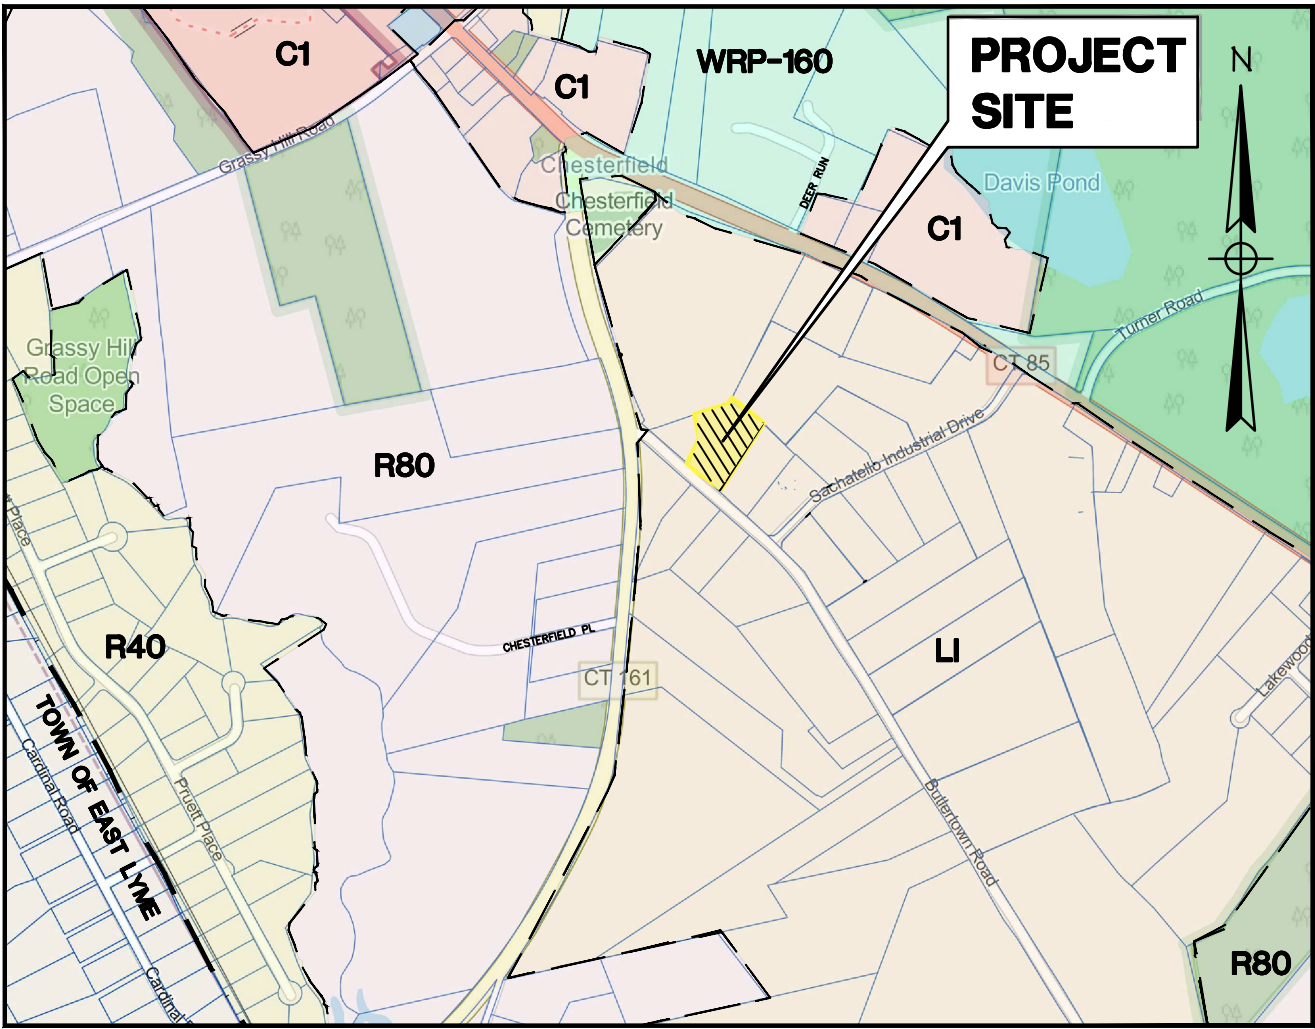 C1
C1
WRP-160
PROJECT
SITE
N
Grassy Hill Road
Chesterfield
Chesterfield
Cemetery
DEER RUN
C1
Davis Pond
Turner Road
CT 85
Grassy Hill
Road Open
Space
R80
Sachatello Industrial Drive
Place
R40
CHESTERFIELD PL
CT 161
LI
Lakewood
TOWN OF EAST LYME
Cardinal Road
Pruett Place
Butlertown Road
R80
Cardinal